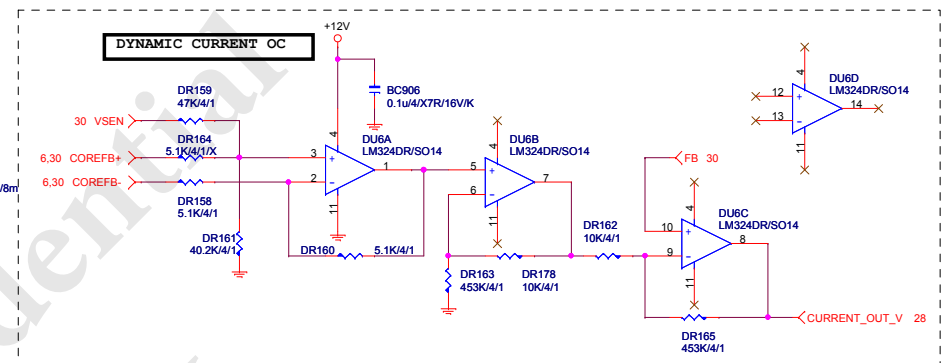 +12V
DYNAMIC CURRENT OC
DR159
47K/4/1
BC906
0.1u/4/X7R/16V/K
30 VSEN
DR164
5.1K/4/1/X
6,30 COREFB+
6,30 COREFB-
/8m
DR158
5.1K/4/1
DR161
40.2K/4/1
DR160 5.1K/4/1
DU6A
LM324DR/SO14
3
2
1
4
11
+
-
DU6B
LM324DR/SO14
5
6
7
4
11
+
-
DR163
453K/4/1
DR178
10K/4/1
DR162
10K/4/1
FB 30
DU6C
LM324DR/SO14
10
9
8
4
11
+
-
DR165
453K/4/1
CURRENT_OUT_V 28
DU6D
LM324DR/SO14
12
13
14
4
11
+
-
dential